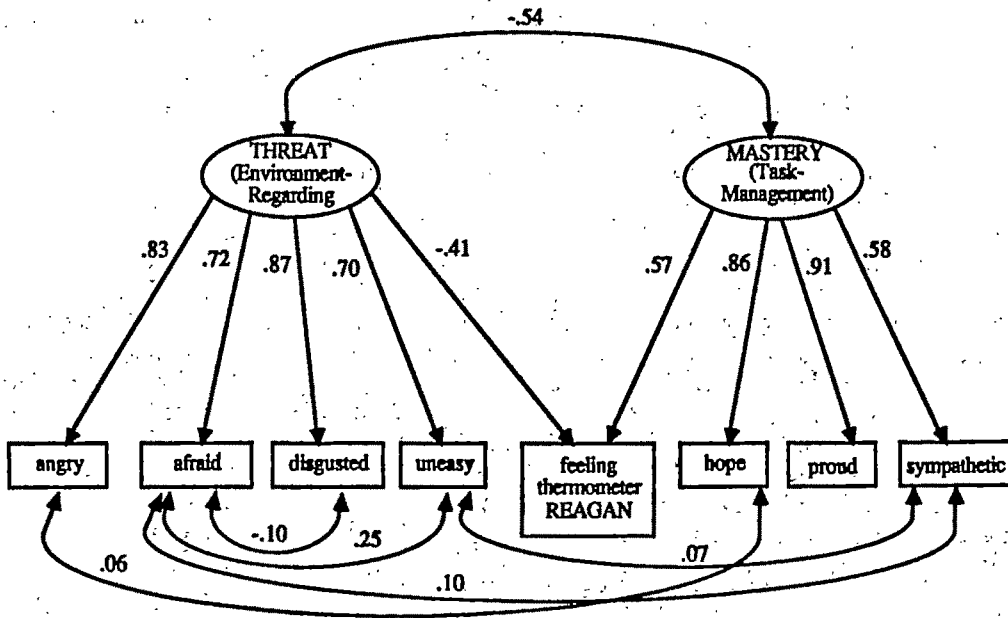 -.54
THREAT
(Environment-
Regarding
MASTERY
(Task-
Management)
.83
.72
.87
.70
-.41
.57
.86
.91
.58
angry
afraid
disgusted
uneasy
feeling
thermometer
REAGAN
hope
proud
sympathetic
-.10
.25
.07
.06
.10